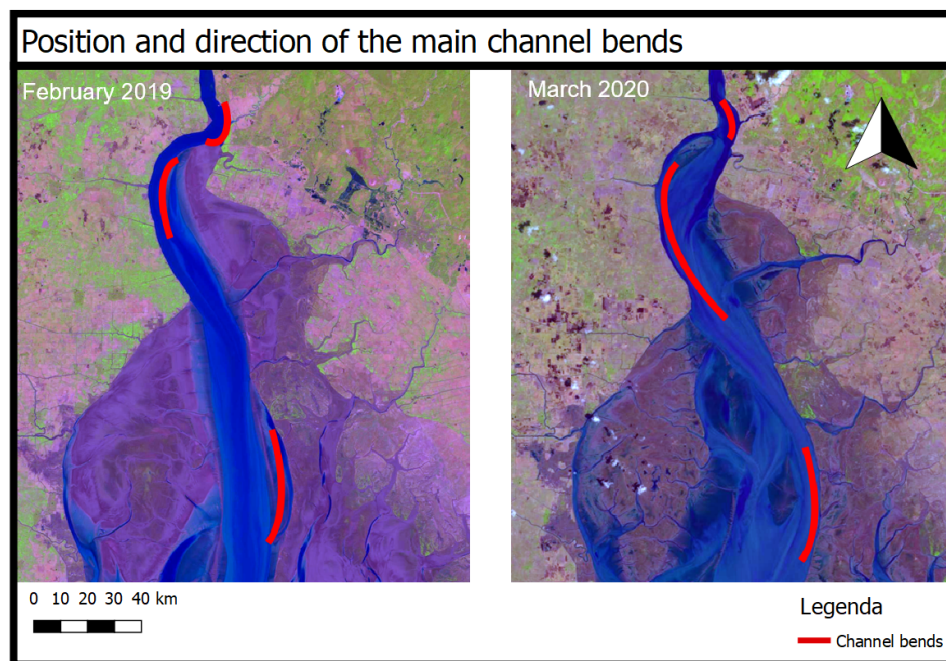 Position and direction of the main channel bends
February 2019
March 2020
0 10 20 30 40 km
Legenda
Channel bends